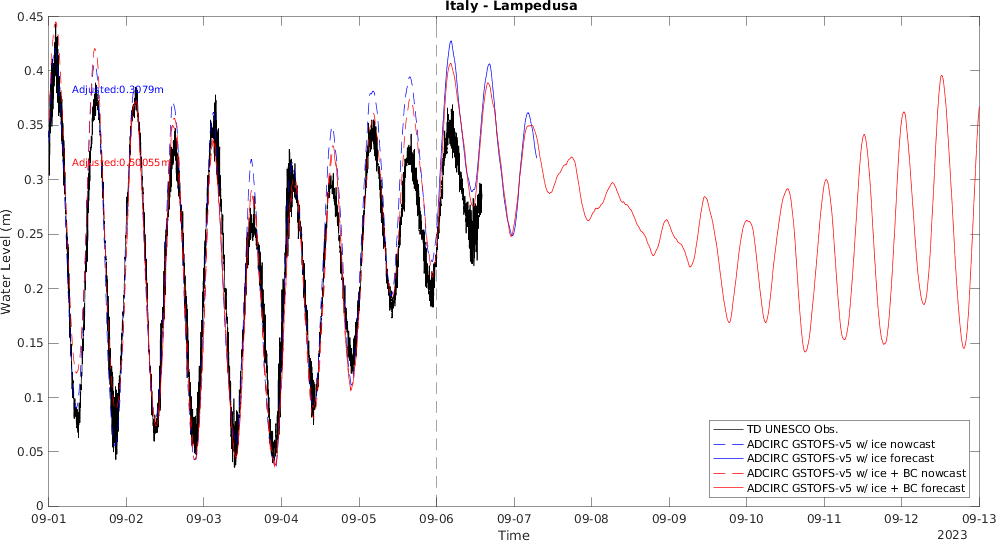 Italy - Lampedusa
0.45
0.4
0.35
0.3
0.25
0.2
0.15
0.1
0.05
0
Water Level (m)
Adjusted:0.3079m
Adjusted:0.50055m
TD UNESCO Obs.
ADCIRC GSTOFS-v5 w/ ice nowcast
ADCIRC GSTOFS-v5 w/ ice forecast
ADCIRC GSTOFS-v5 w/ ice + BC nowcast
ADCIRC GSTOFS-v5 w/ ice + BC forecast
09-01 09-02 09-03 09-04 09-05 09-06 09-07 09-08 09-09 09-10 09-11 09-12 09-13
Time
2023